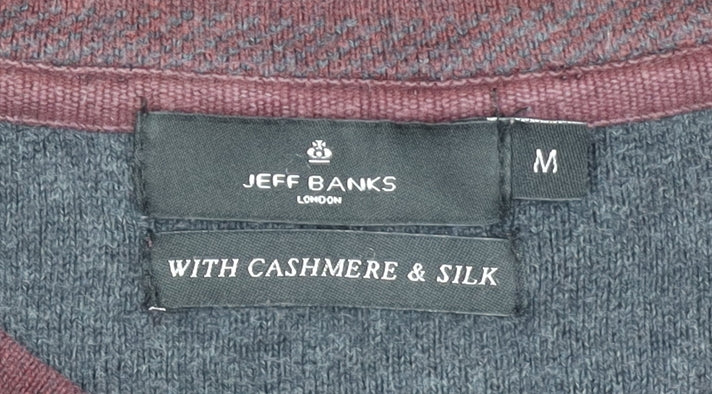 JEFF BANKS
LONDON
M
WITH CASHMERE & SILK